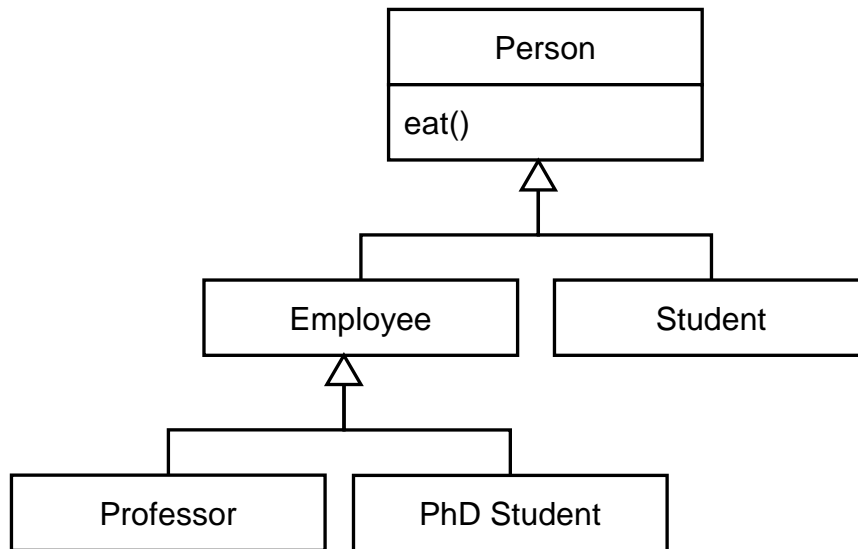 Person
eat()
Employee
Student
Professor
PhD Student